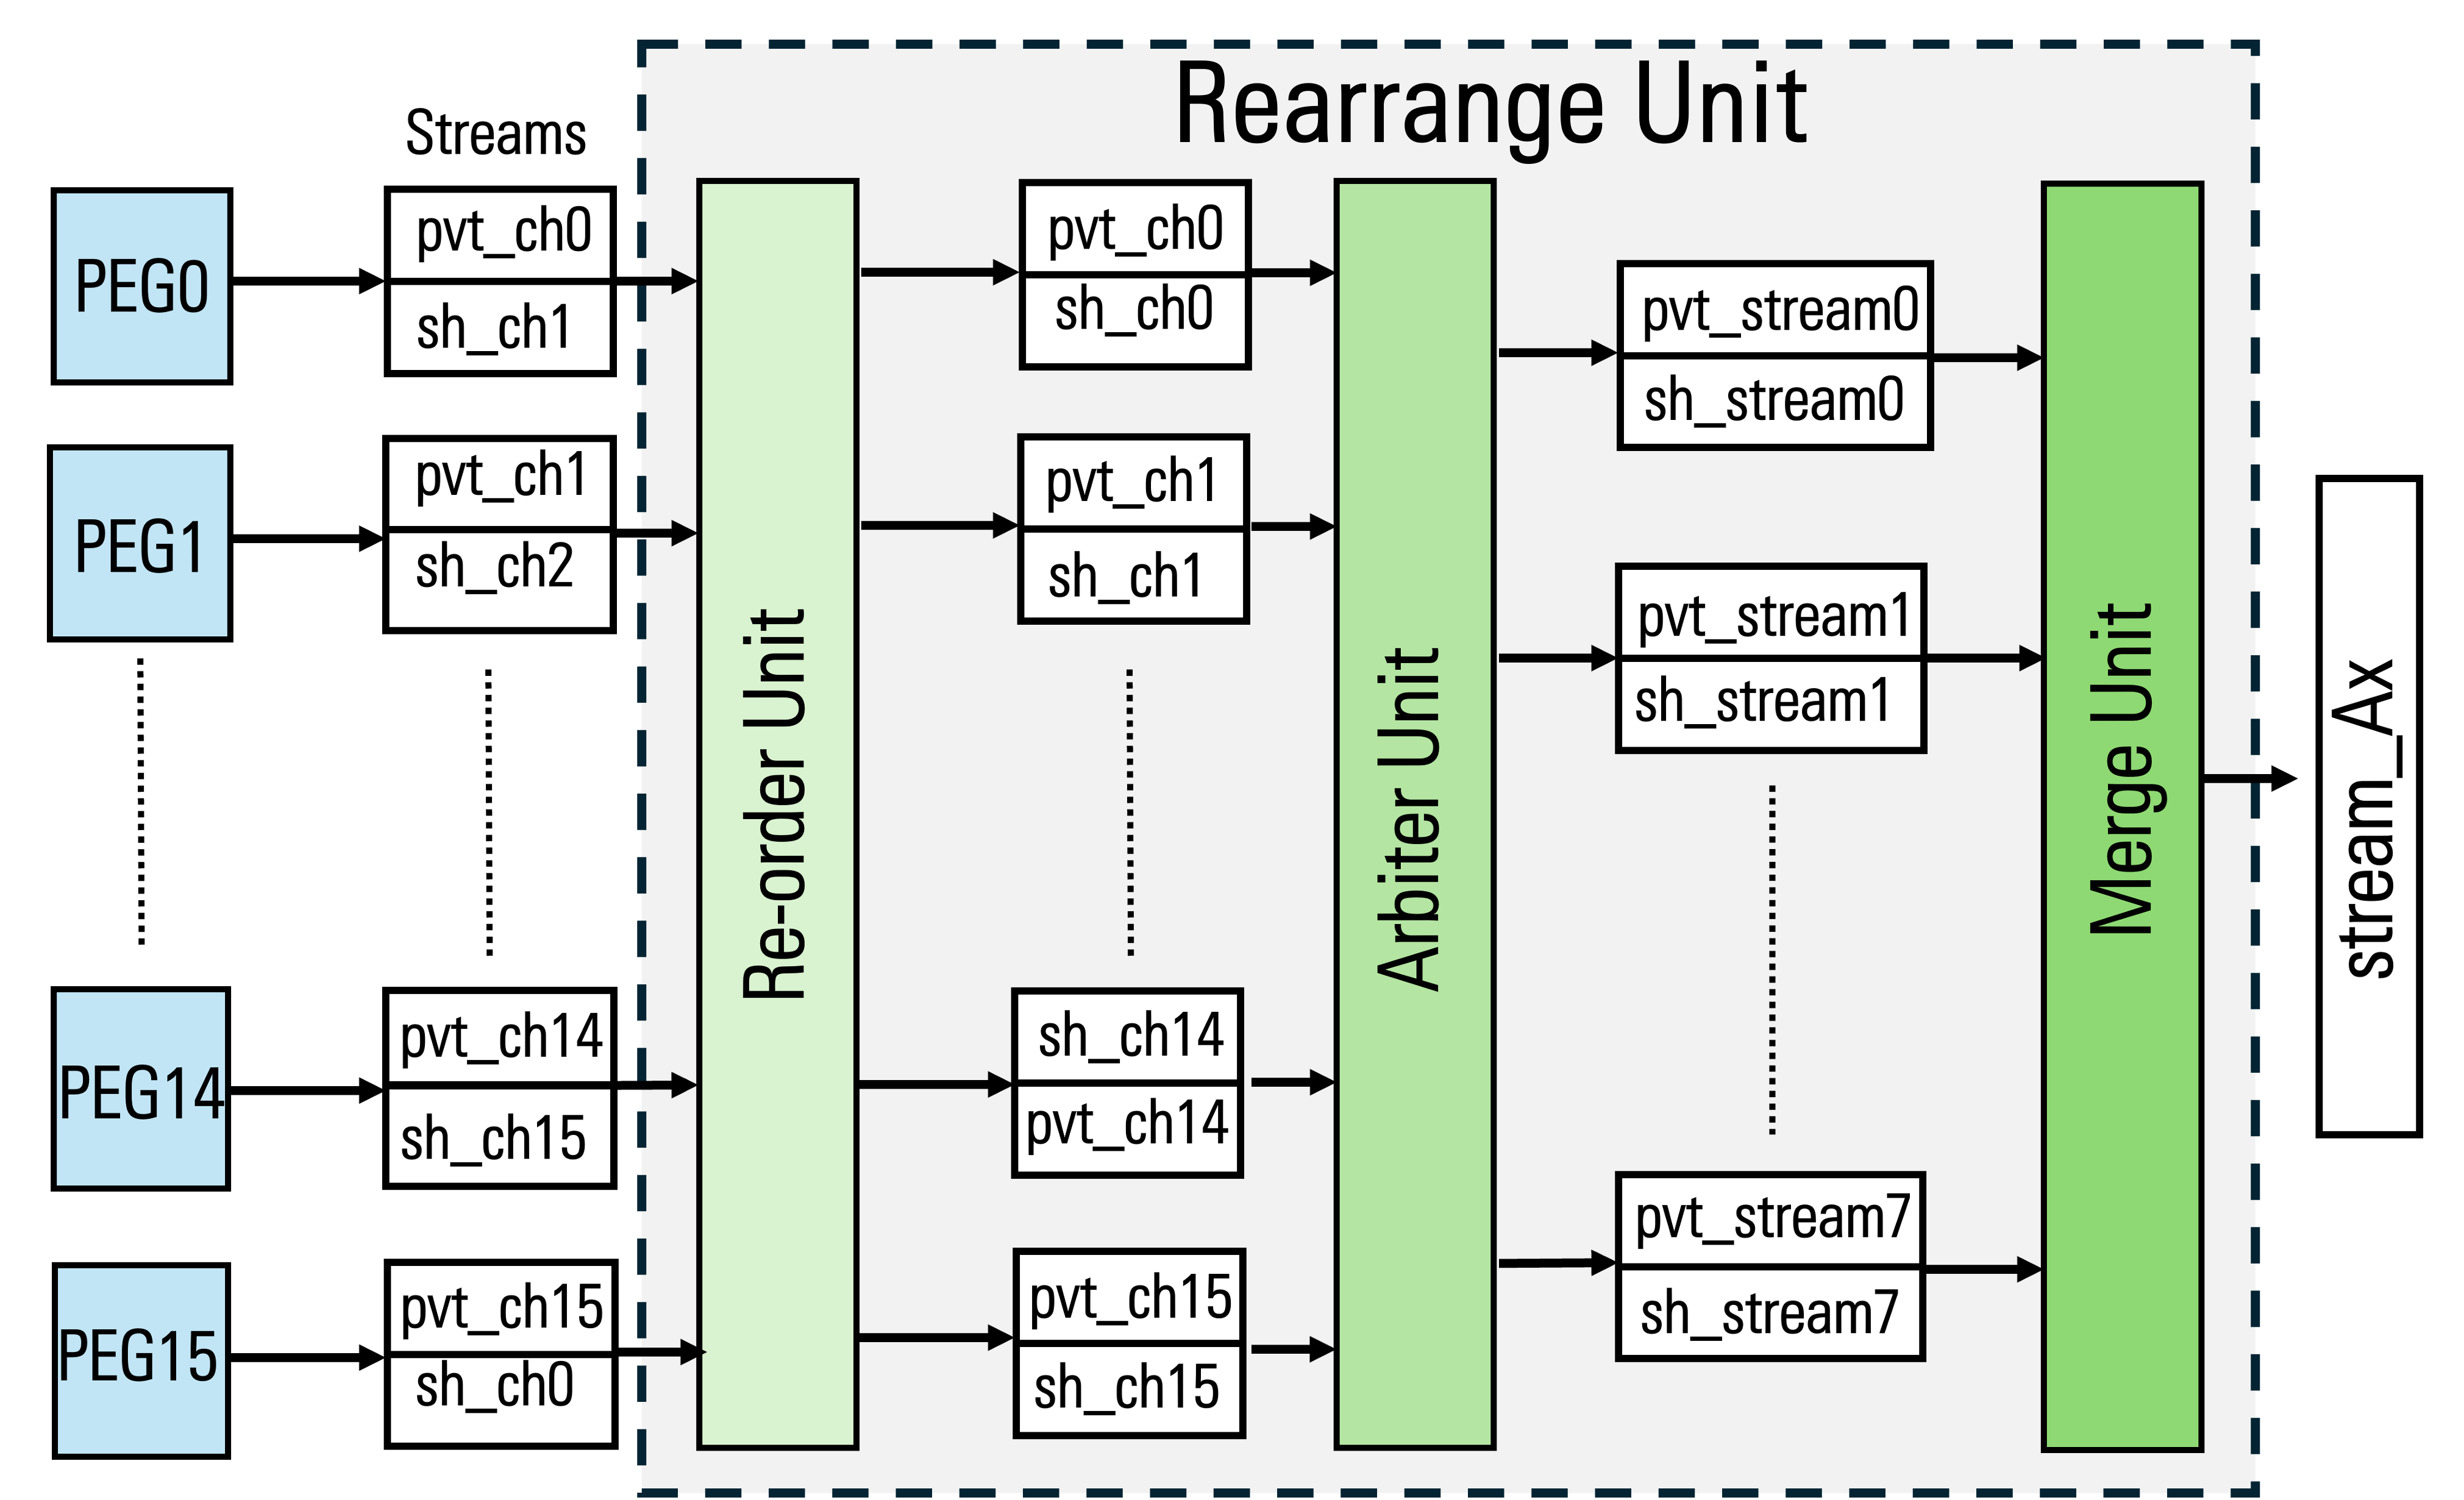 Rearrange Unit
Streams
PEG0
pvt_ch0
sh_ch1
PEG1
pvt_ch1
sh_ch2
PEG14
pvt_ch14
sh_ch15
PEG15
pvt_ch15
sh_ch0
Re-order Unit
pvt_ch0
sh_ch0
pvt_ch1
sh_ch1
sh_ch14
pvt_ch14
pvt_ch15
sh_ch15
Arbiter Unit
pvt_stream0
sh_stream0
pvt_stream1
sh_stream1
pvt_stream7
sh_stream7
Merge Unit
stream_Ax